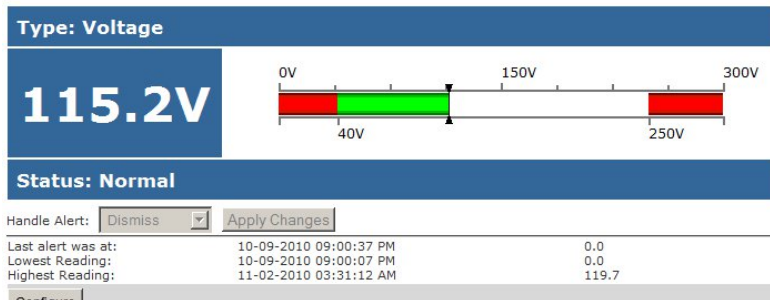 Type: Voltage
115.2V
0V 150V 300V
40V 250V
Status: Normal
Handle Alert: Dismiss Apply Changes
Last alert was at: 10-09-2010 09:00:37 PM 0.0
Lowest Reading: 10-09-2010 09:00:07 PM 0.0
Highest Reading: 11-02-2010 03:31:12 AM 119.7
Configure